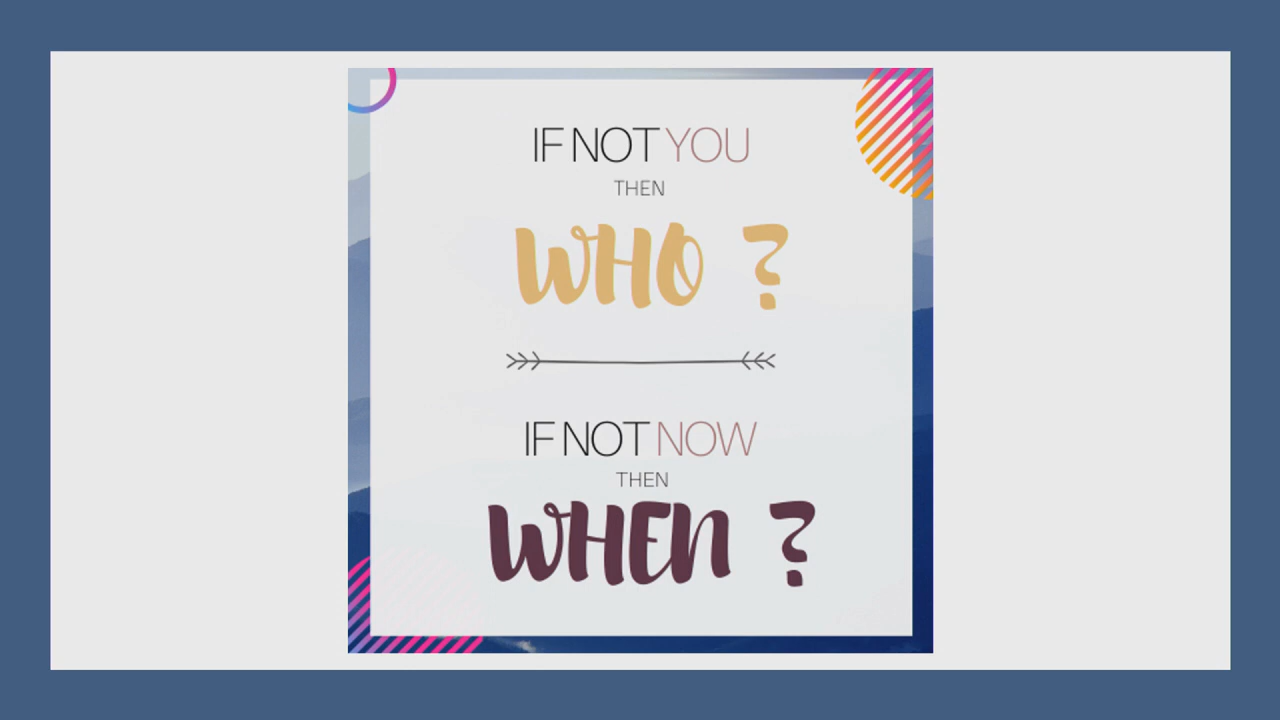 IF NOT YOU
THEN
WHO ?
IF NOT NOW
THEN
WHEN ?